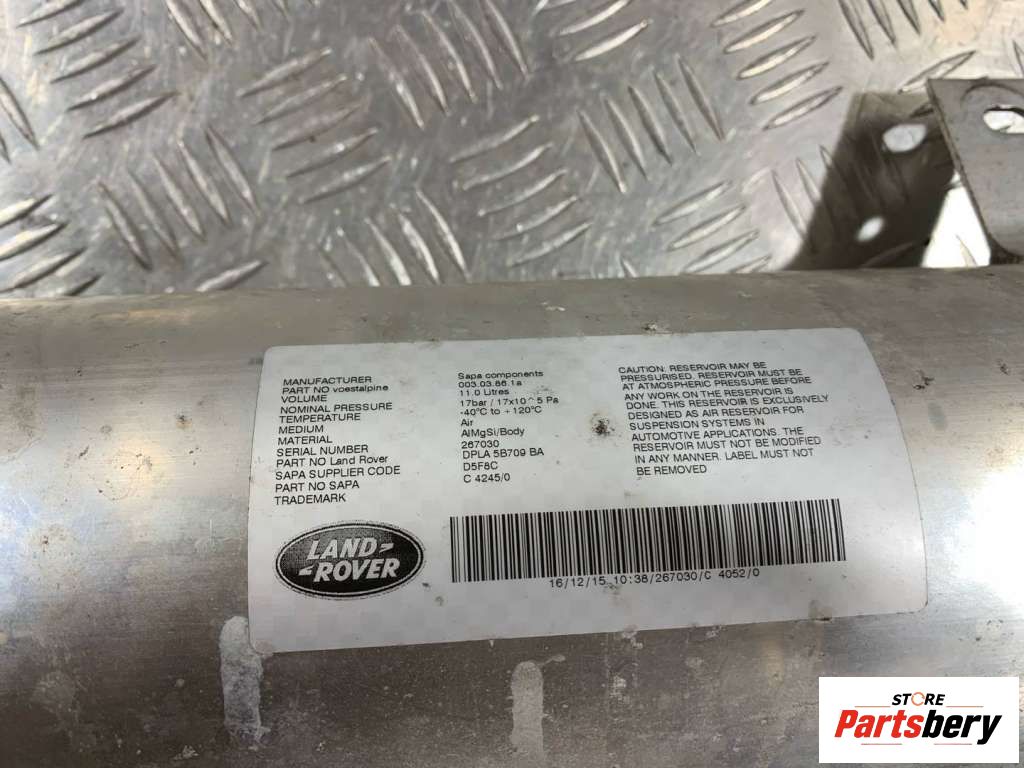 MANUFACTURER
PART NO voestalpine
VOLUME
NOMINAL PRESSURE
TEMPERATURE
MEDIUM
MATERIAL
SERIAL NUMBER
PART NO Land Rover
SAPA SUPPLIER CODE
PART NO SAPA
TRADEMARK
Sapa components
003.03.86.1a
11.0 Litres
17bar / 17x10^5 Pa
-40°C to +120°C
Air
AlMgSi/Body
267030
DPLA 5B709 BA
D5F8C
C 4245/0
CAUTION: RESERVOIR MAY BE
PRESSURISED. RESERVOIR MUST BE
AT ATMOSPHERIC PRESSURE BEFORE
ANY WORK ON THE RESERVOIR IS
DONE. THIS RESERVOIR IS EXCLUSIVELY
DESIGNED AS AIR RESERVOIR FOR
SUSPENSION SYSTEMS IN
AUTOMOTIVE APPLICATIONS. THE
RESERVOIR MUST NOT BE MODIFIED
IN ANY MANNER. LABEL MUST NOT
BE REMOVED
LAND-
-ROVER
16/12/15 10:38/267030/C 4052/0
STORE
Partsbery